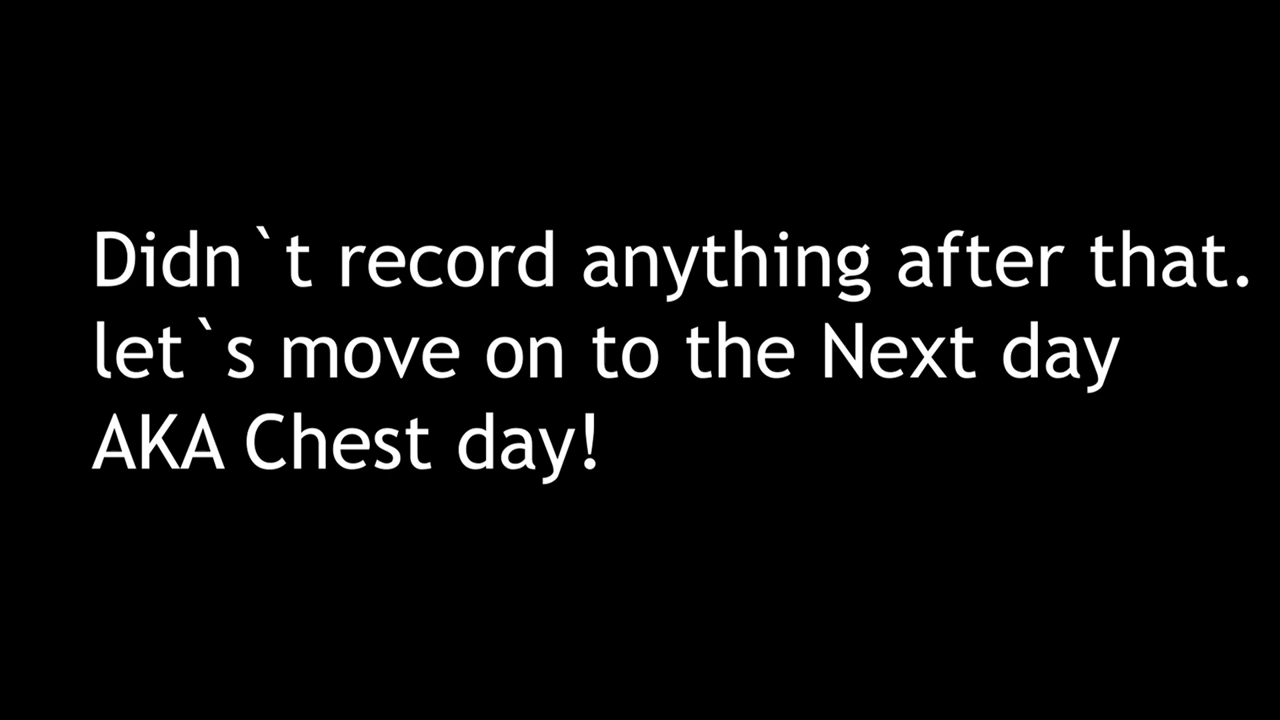 Didn`t record anything after that.
let`s move on to the Next day
AKA Chest day!